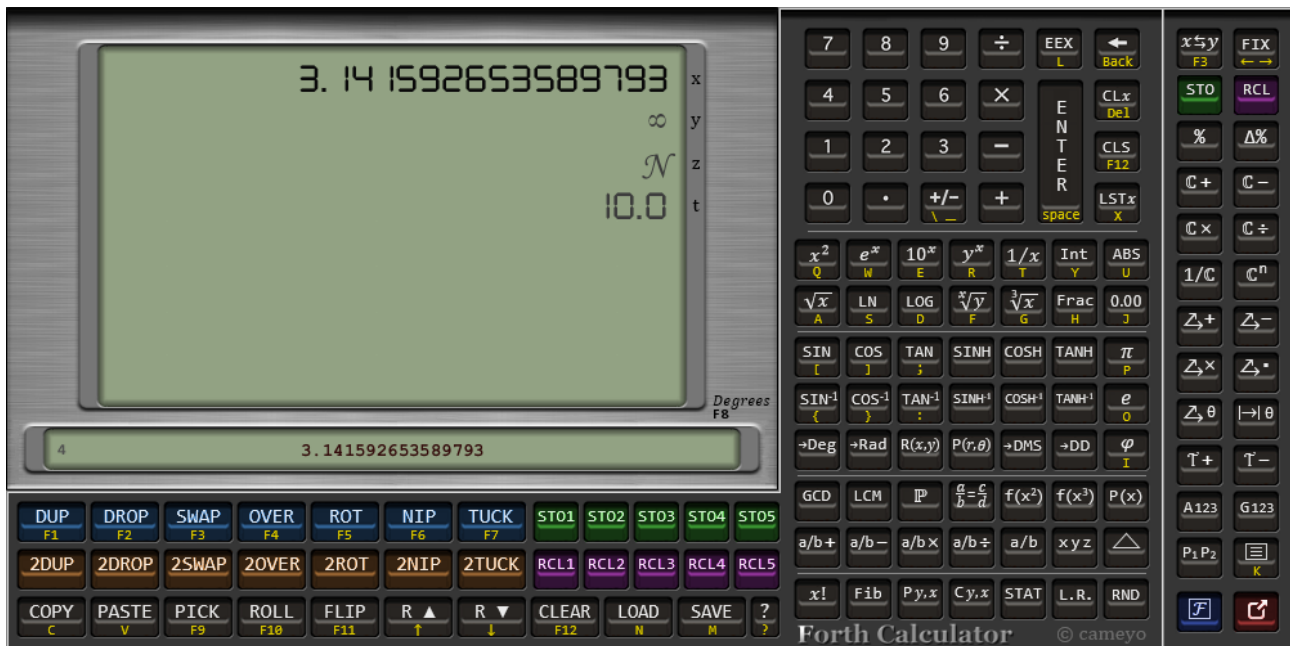 3.141592653589793 x
∞ y
𝒩 z
10.0 t
Degrees
F8
4 3.141592653589793
DUP DROP SWAP OVER ROT NIP TUCK STO1 STO2 STO3 STO4 STO5
F1 F2 F3 F4 F5 F6 F7
2DUP 2DROP 2SWAP 2OVER 2ROT 2NIP 2TUCK RCL1 RCL2 RCL3 RCL4 RCL5
COPY PASTE PICK ROLL FLIP R ▲ R ▼ CLEAR LOAD SAVE ?
C V F9 F10 F11 ↑ ↓ F12 N M ?
7 8 9 ÷ EEX ←
L Back
4 5 6 × ENTER CLx
Del
1 2 3 − CLS
F12
0 · +/− + LSTx
\ _ space X
x² eˣ 10ˣ yˣ 1/x Int ABS
Q W E R T Y U
√x LN LOG ˣ√y ³√x Frac 0.00
A S D F G H J
SIN COS TAN SINH COSH TANH π
[ ] ; P
SIN⁻¹ COS⁻¹ TAN⁻¹ SINH⁻¹ COSH⁻¹ TANH⁻¹ e
{ } : O
→Deg →Rad R(x,y) P(r,θ) →DMS →DD φ
I
GCD LCM ℙ a/b=c/d f(x²) f(x³) P(x)
a/b+ a/b− a/b× a/b÷ a/b xyz
x! Fib Py,x Cy,x STAT L.R. RND
Forth Calculator © cameyo
x⇆y FIX
F3 ←→
STO RCL
% Δ%
ℂ+ ℂ−
ℂ× ℂ÷
1/ℂ ℂⁿ
+ −
× ·
θ |→|θ
Ʈ+ Ʈ−
A123 G123
P₁P₂
K
ℱ